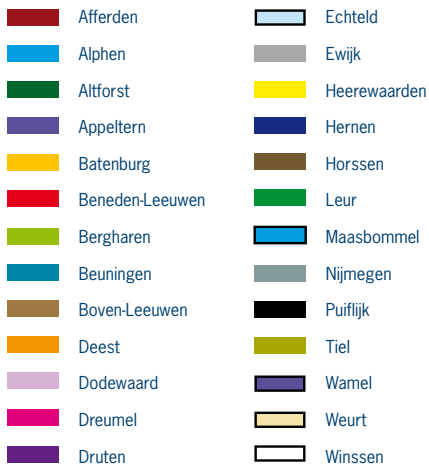 Afferden
Alphen
Altforst
Appeltern
Batenburg
Beneden-Leeuwen
Bergharen
Beuningen
Boven-Leeuwen
Deest
Dodewaard
Dreumel
Druten
Echteld
Ewijk
Heerewaarden
Hernen
Horssen
Leur
Maasbommel
Nijmegen
Puiflijk
Tiel
Wamel
Weurt
Winssen